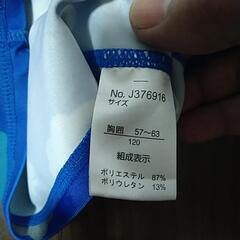 No. J376916
サイズ
胸囲 57～63
120
組成表示
ポリエステル 87%
ポリウレタン 13%